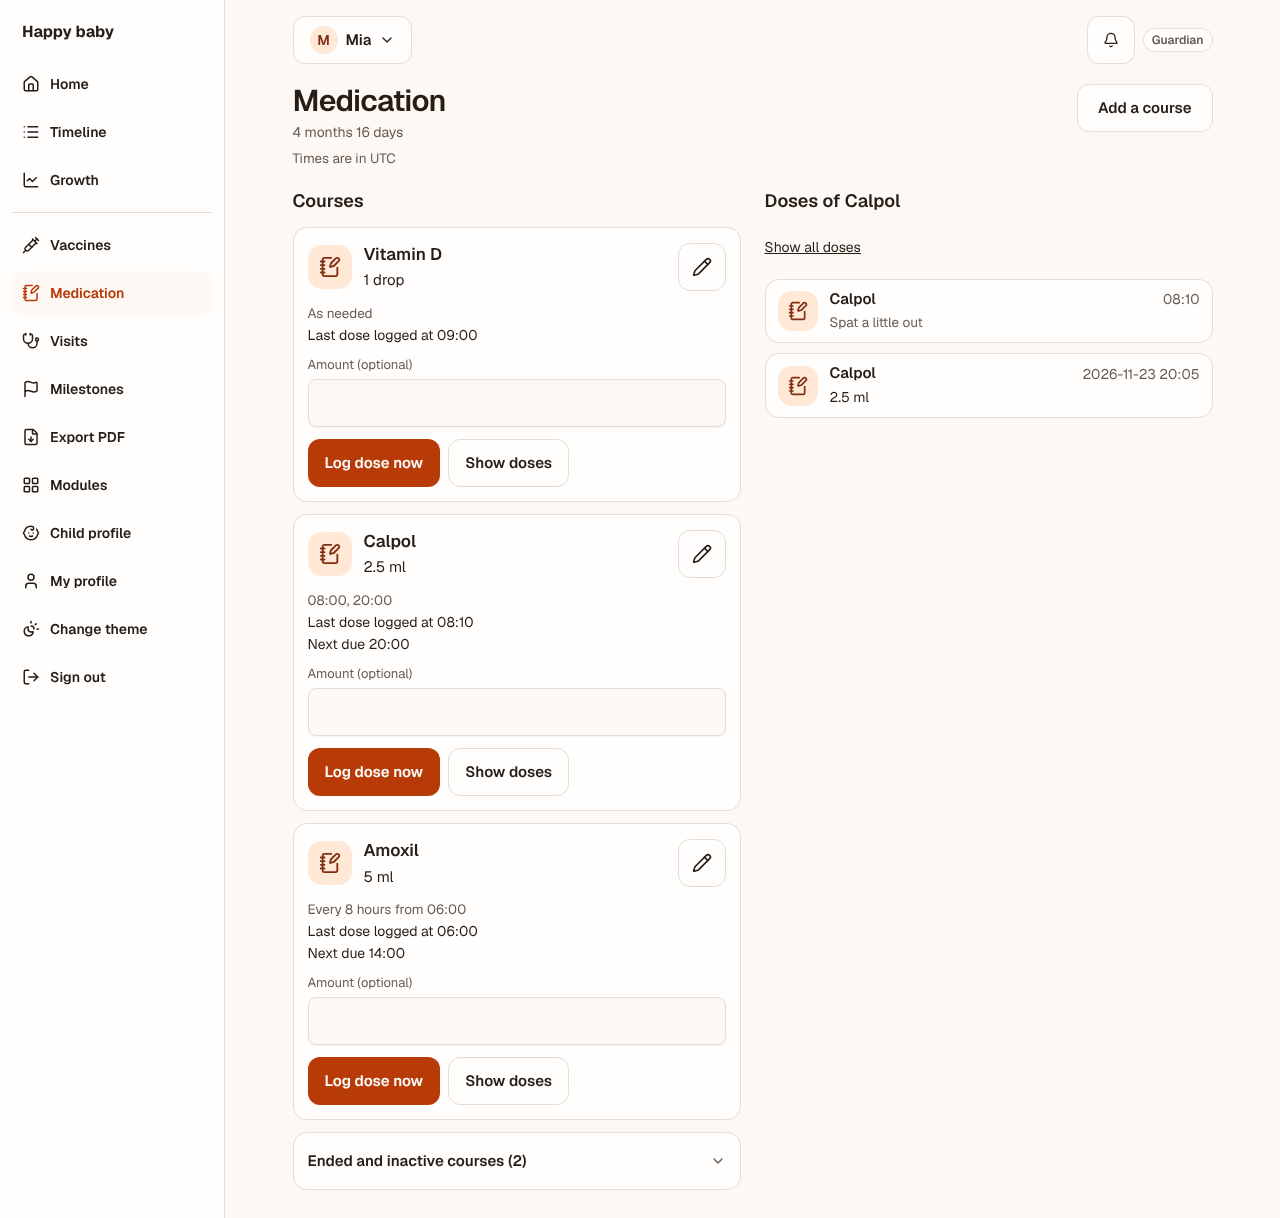 Happy baby
Home
Timeline
Growth
Vaccines
Medication
Visits
Milestones
Export PDF
Modules
Child profile
My profile
Change theme
Sign out
M Mia
Guardian
Medication
4 months 16 days
Times are in UTC
Add a course
Courses
Vitamin D
1 drop
As needed
Last dose logged at 09:00
Amount (optional)
Log dose now
Show doses
Calpol
2.5 ml
08:00, 20:00
Last dose logged at 08:10
Next due 20:00
Amount (optional)
Log dose now
Show doses
Amoxil
5 ml
Every 8 hours from 06:00
Last dose logged at 06:00
Next due 14:00
Amount (optional)
Log dose now
Show doses
Ended and inactive courses (2)
Doses of Calpol
Show all doses
Calpol 08:10
Spat a little out
Calpol 2026-11-23 20:05
2.5 ml